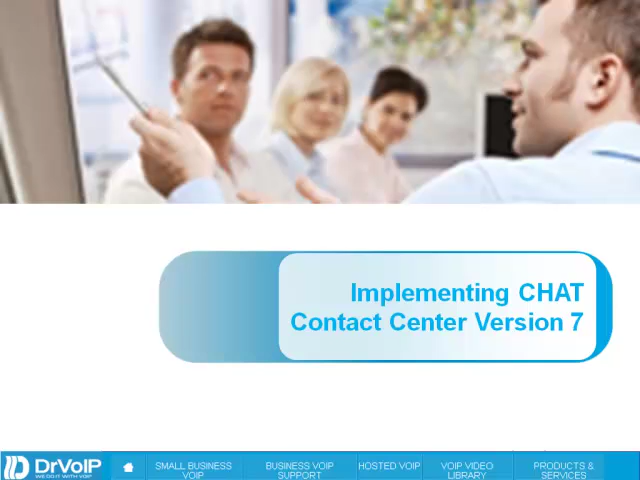 Implementing CHAT
Contact Center Version 7
DrVoIP
WE DO IT WITH VOIP
SMALL BUSINESS
VOIP
BUSINESS VOIP
SUPPORT
HOSTED VOIP
VOIP VIDEO
LIBRARY
PRODUCTS &
SERVICES